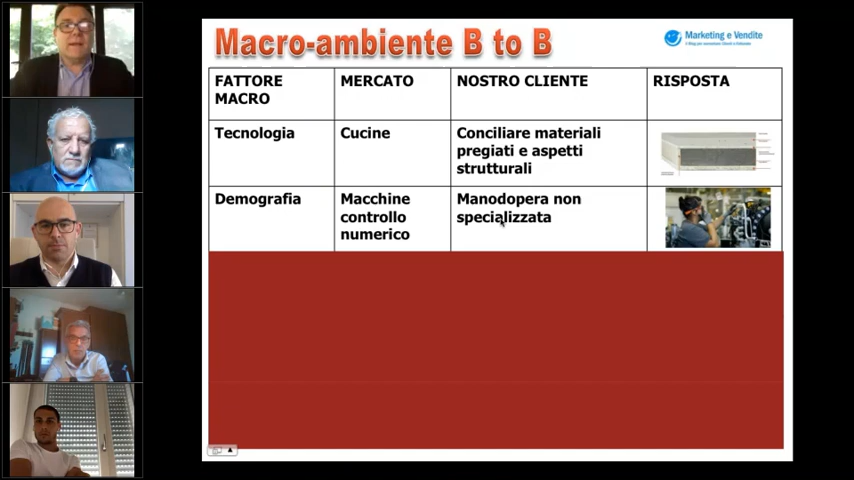 Macro-ambiente B to B
Marketing e Vendite
FATTORE
MACRO
MERCATO
NOSTRO CLIENTE
RISPOSTA
Tecnologia
Cucine
Conciliare materiali
pregiati e aspetti
strutturali
Demografia
Macchine
controllo
numerico
Manodopera non
specializzata